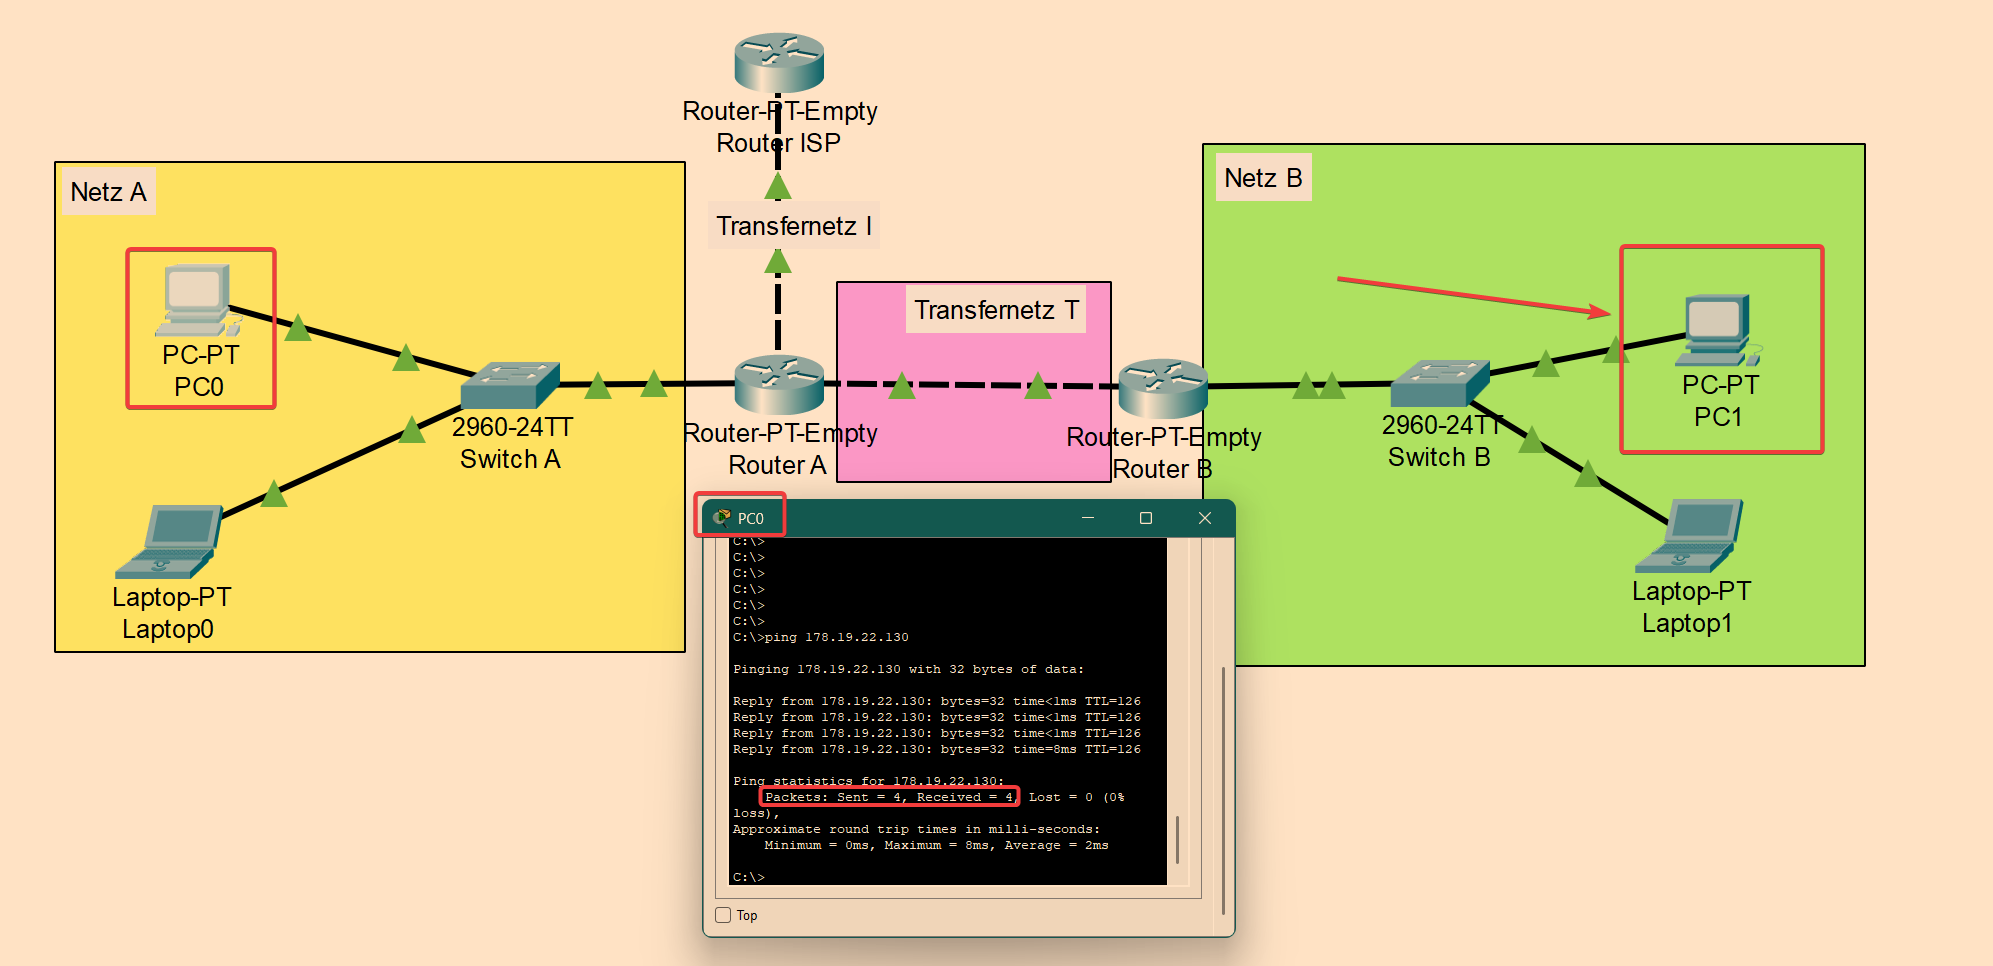 Router-PT-Empty
Router ISP
Netz A
Netz B
Transfernetz I
Transfernetz T
PC-PT
PC0
2960-24TT
Switch A
Router-PT-Empty
Router A
Router-PT-Empty
Router B
2960-24TT
Switch B
PC-PT
PC1
Laptop-PT
Laptop0
Laptop-PT
Laptop1
PC0
C:\>
C:\>
C:\>
C:\>
C:\>
C:\>
C:\>ping 178.19.22.130
Pinging 178.19.22.130 with 32 bytes of data:
Reply from 178.19.22.130: bytes=32 time<1ms TTL=126
Reply from 178.19.22.130: bytes=32 time<1ms TTL=126
Reply from 178.19.22.130: bytes=32 time<1ms TTL=126
Reply from 178.19.22.130: bytes=32 time=8ms TTL=126
Ping statistics for 178.19.22.130:
Packets: Sent = 4, Received = 4, Lost = 0 (0%
loss),
Approximate round trip times in milli-seconds:
Minimum = 0ms, Maximum = 8ms, Average = 2ms
C:\>
Top